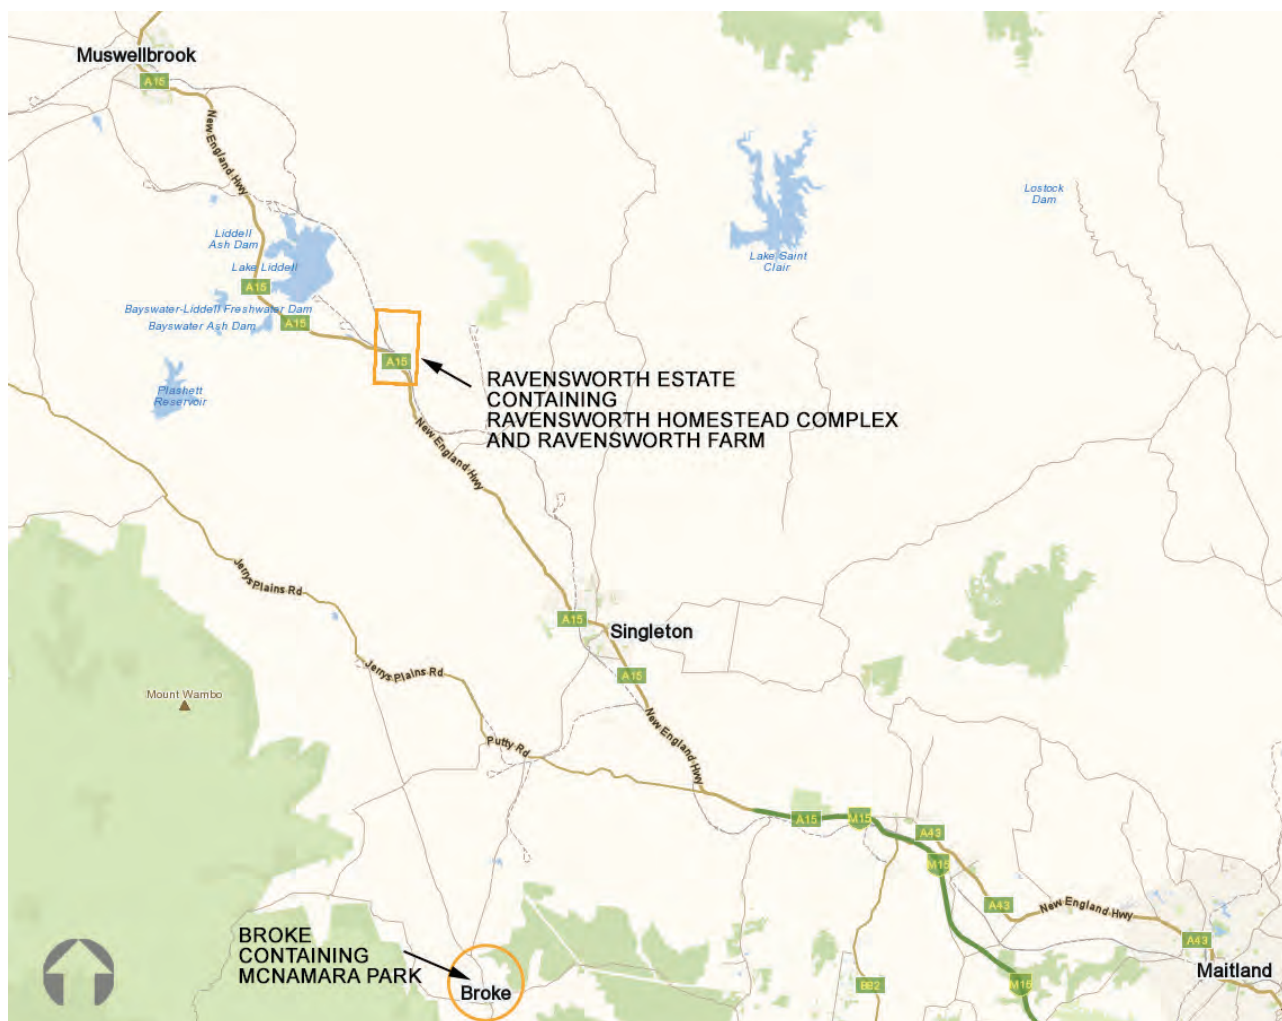 Muswellbrook
A15
New England Hwy
Lostock
Dam
Liddell
Ash Dam
Lake Saint
Clair
Lake Liddell
A15
Bayswater-Liddell Freshwater Dam
Bayswater Ash Dam
A15
A15
RAVENSWORTH ESTATE
CONTAINING
RAVENSWORTH HOMESTEAD COMPLEX
AND RAVENSWORTH FARM
Plashett
Reservoir
New England Hwy
Jerrys Plains Rd
A15
Singleton
Jerrys Plains Rd
A15
Mount Wambo
New England Hwy
Putty Rd
A15
M15
A43
M15
A43
New England Hwy
A43
BROKE
CONTAINING
MCNAMARA PARK
Maitland
B82
M15
Broke